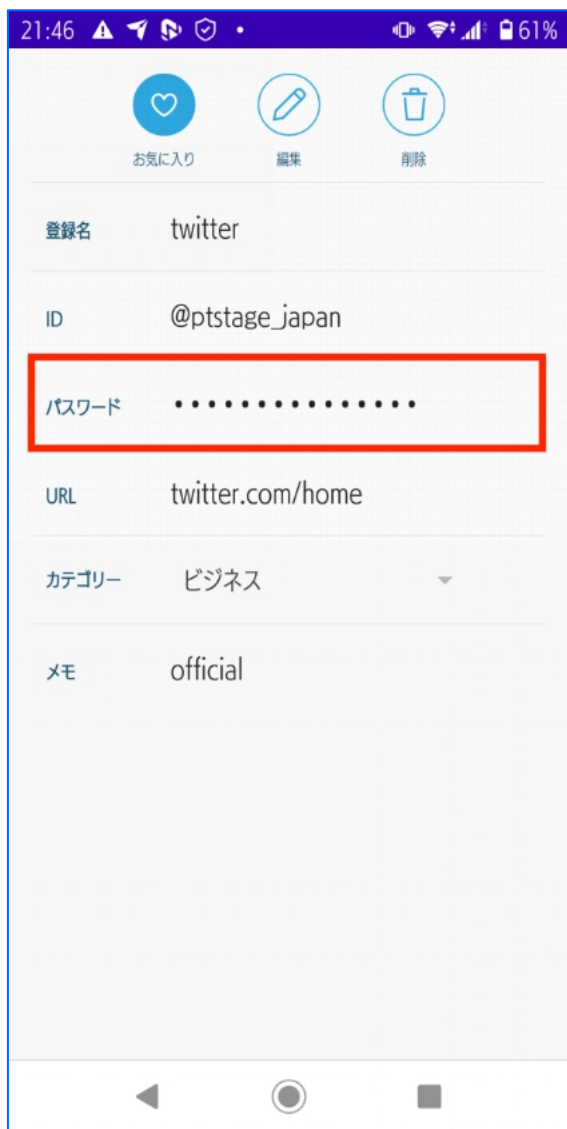 21:46 61%
お気に入り 編集 削除
登録名 twitter
ID @ptstage_japan
パスワード ••••••••••••••••
URL twitter.com/home
カテゴリー ビジネス
メモ official